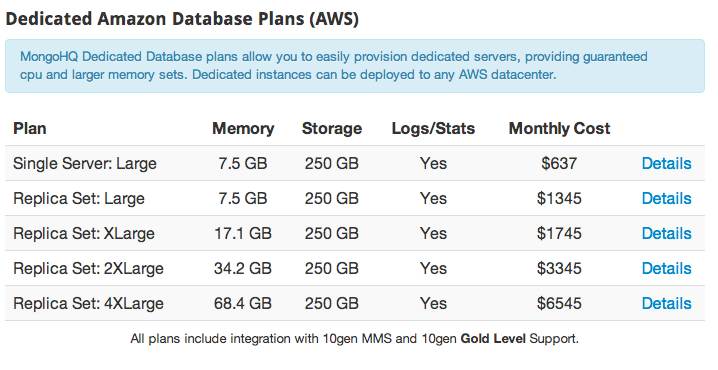 Dedicated Amazon Database Plans (AWS)
MongoHQ Dedicated Database plans allow you to easily provision dedicated servers, providing guaranteed
cpu and larger memory sets. Dedicated instances can be deployed to any AWS datacenter.
Plan Memory Storage Logs/Stats Monthly Cost
Single Server: Large 7.5 GB 250 GB Yes $637 Details
Replica Set: Large 7.5 GB 250 GB Yes $1345 Details
Replica Set: XLarge 17.1 GB 250 GB Yes $1745 Details
Replica Set: 2XLarge 34.2 GB 250 GB Yes $3345 Details
Replica Set: 4XLarge 68.4 GB 250 GB Yes $6545 Details
All plans include integration with 10gen MMS and 10gen Gold Level Support.